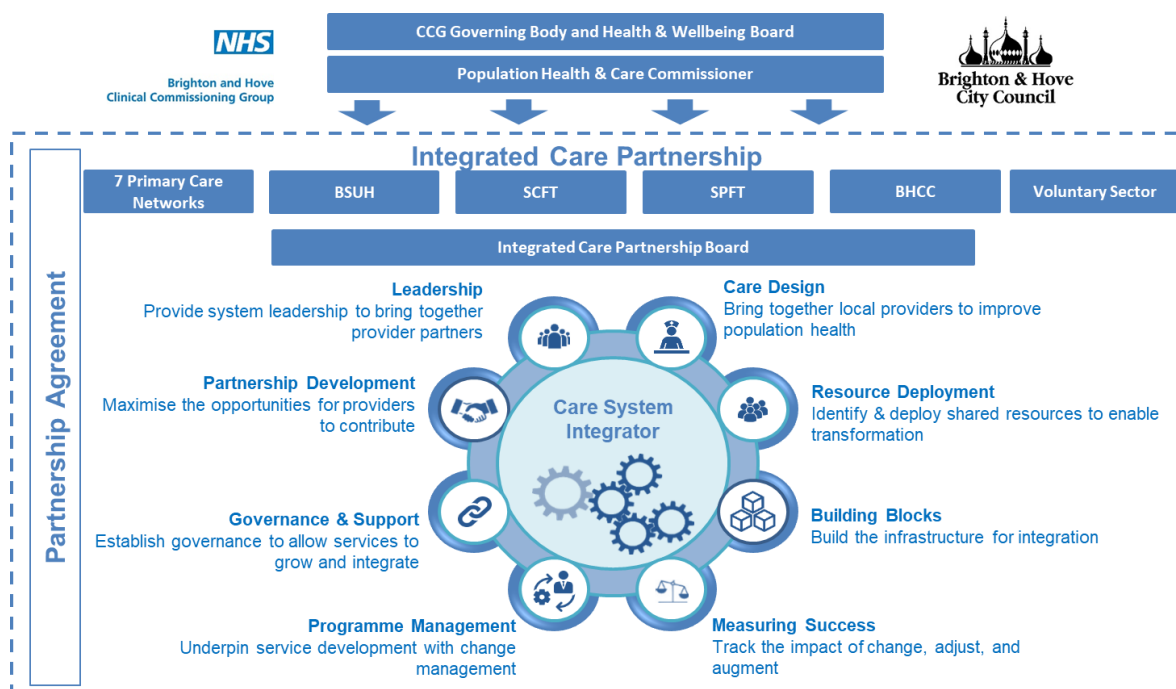 CCG Governing Body and Health & Wellbeing Board
NHS
Brighton and Hove
Clinical Commissioning Group
Population Health & Care Commissioner
Brighton & Hove
City Council
Integrated Care Partnership
Partnership Agreement
7 Primary Care
Networks
BSUH
SCFT
SPFT
BHCC
Voluntary Sector
Integrated Care Partnership Board
Leadership
Provide system leadership to bring together
provider partners
Care Design
Bring together local providers to improve
population health
Partnership Development
Maximise the opportunities for providers
to contribute
Resource Deployment
Identify & deploy shared resources to enable
transformation
Care System
Integrator
Governance & Support
Establish governance to allow services to
grow and integrate
Building Blocks
Build the infrastructure for integration
Programme Management
Underpin service development with change
management
Measuring Success
Track the impact of change, adjust, and
augment